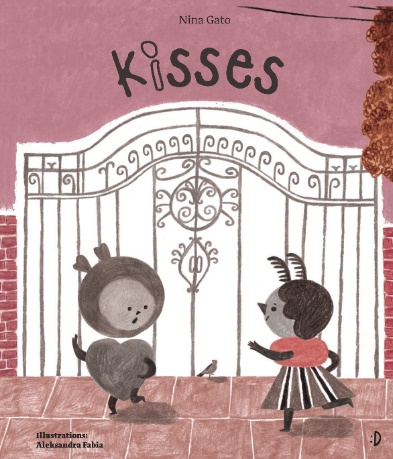 Nina Gato
Kisses
Illustrations:
Aleksandra Fabia
:D